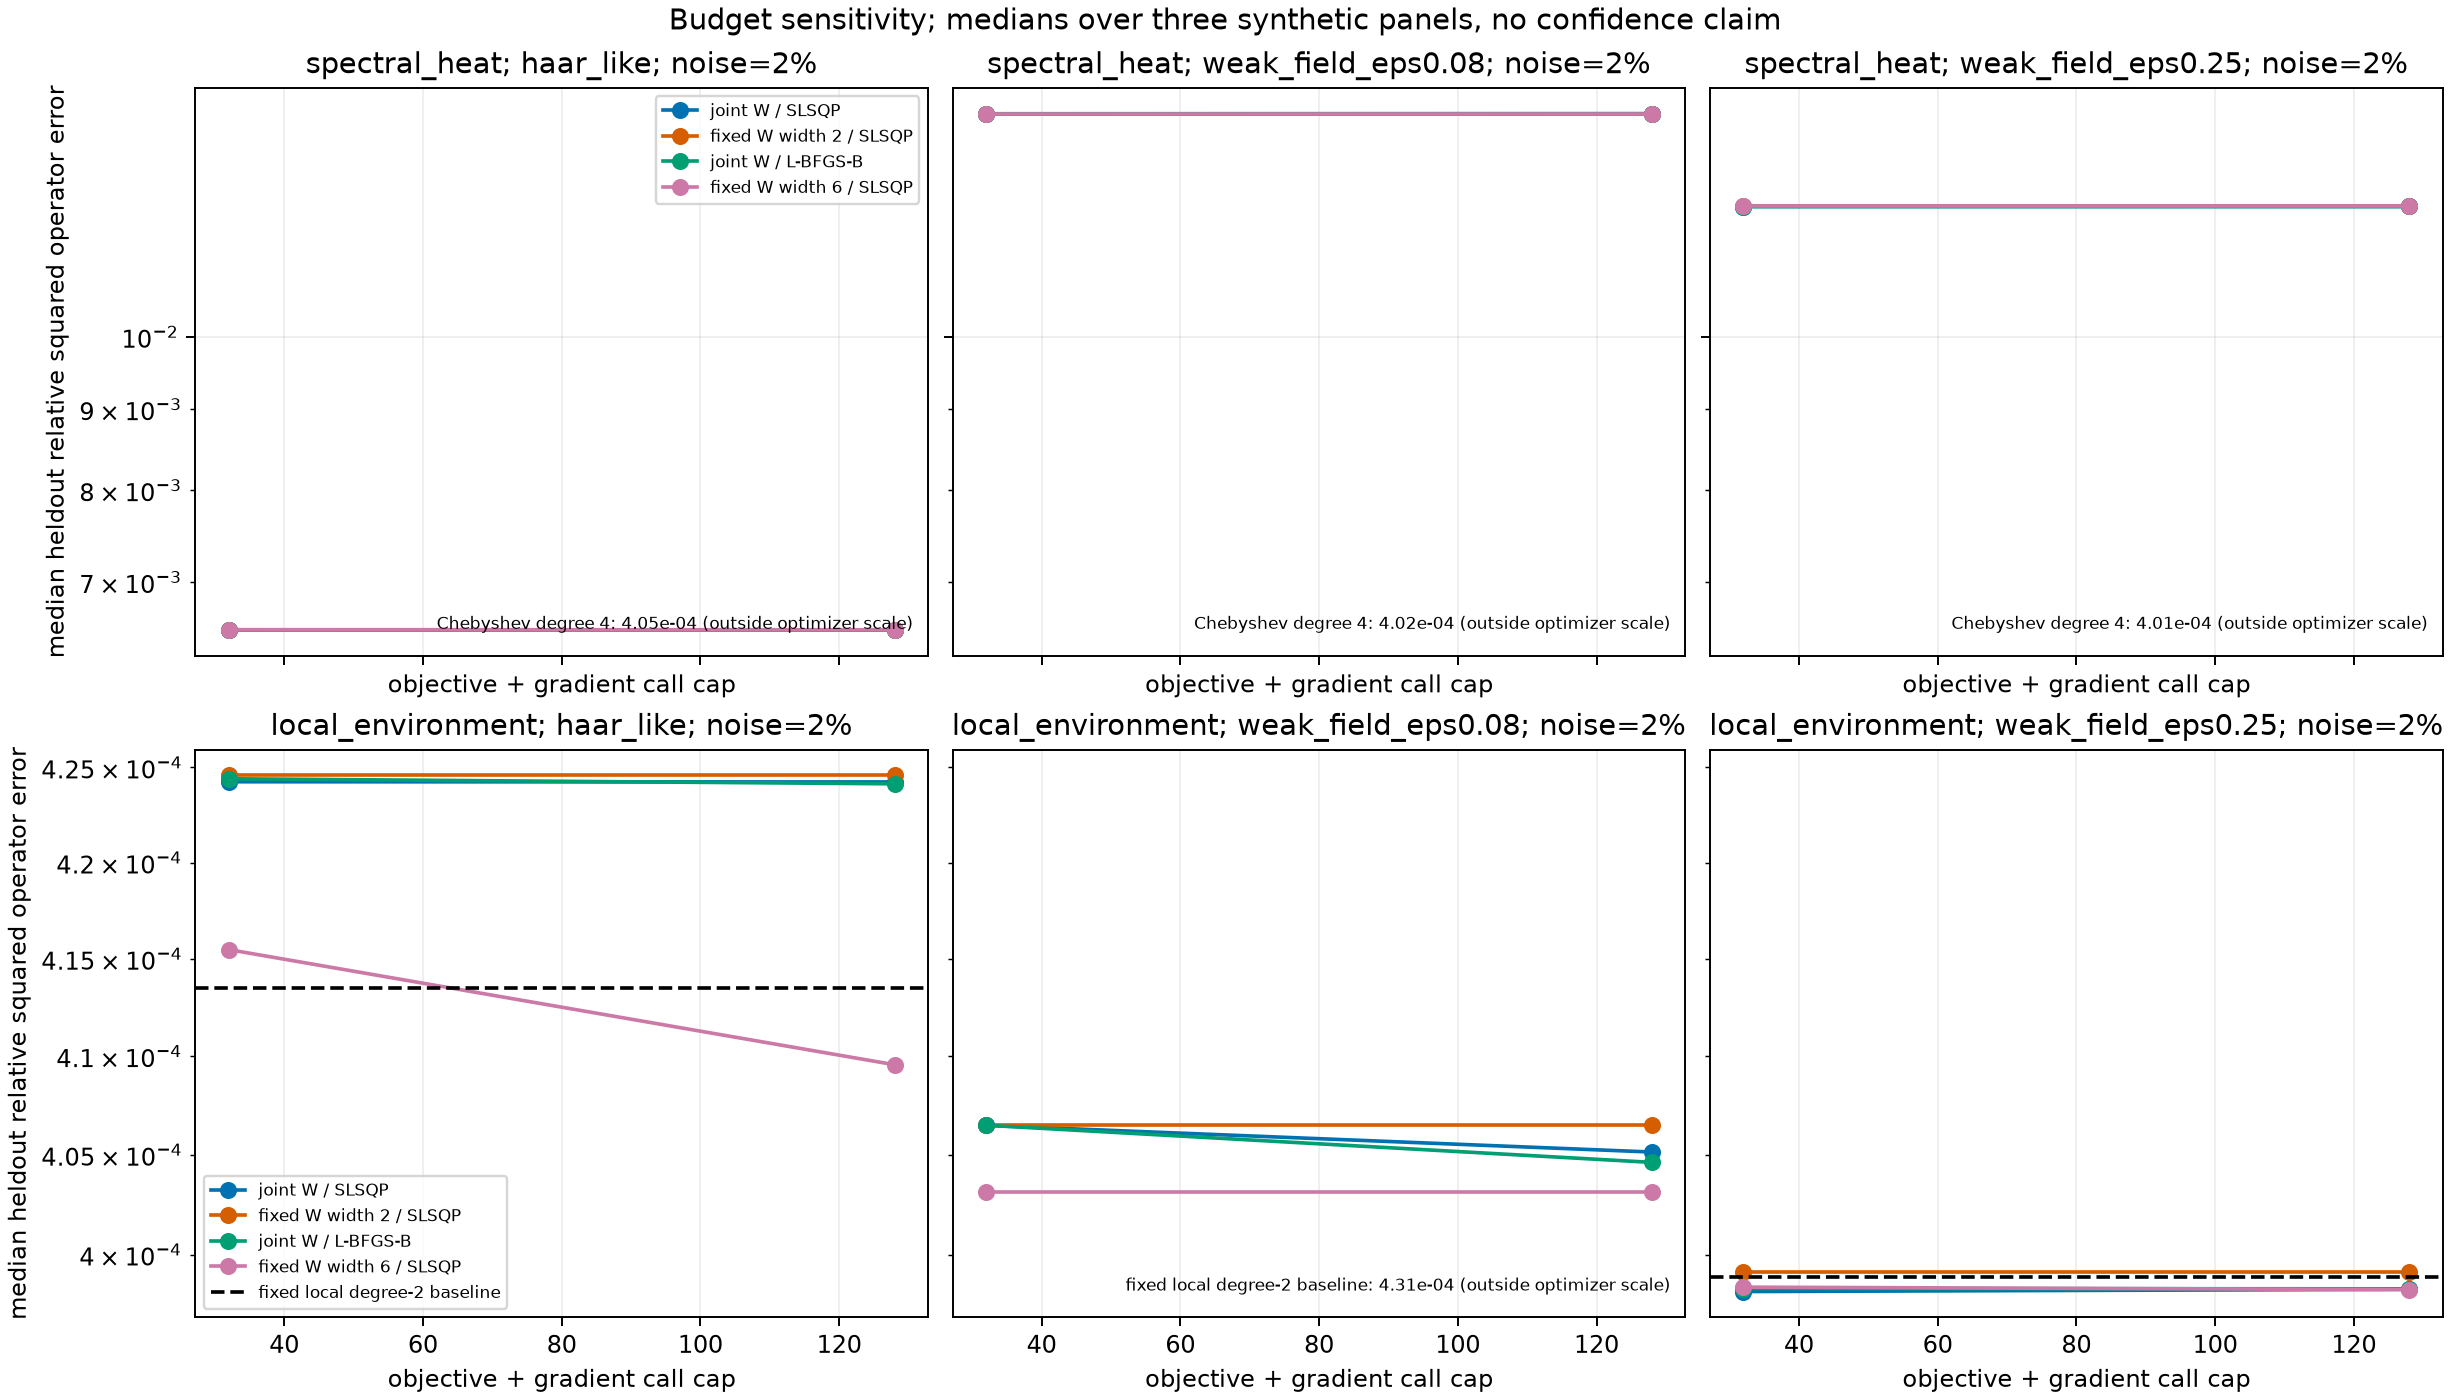 Budget sensitivity; medians over three synthetic panels, no confidence claim
spectral_heat; haar_like; noise=2%
spectral_heat; weak_field_eps0.08; noise=2%
spectral_heat; weak_field_eps0.25; noise=2%
median heldout relative squared operator error
10⁻²
9 × 10⁻³
8 × 10⁻³
7 × 10⁻³
joint W / SLSQP
fixed W width 2 / SLSQP
joint W / L-BFGS-B
fixed W width 6 / SLSQP
Chebyshev degree 4: 4.05e-04 (outside optimizer scale)
Chebyshev degree 4: 4.02e-04 (outside optimizer scale)
Chebyshev degree 4: 4.01e-04 (outside optimizer scale)
objective + gradient call cap
objective + gradient call cap
objective + gradient call cap
local_environment; haar_like; noise=2%
local_environment; weak_field_eps0.08; noise=2%
local_environment; weak_field_eps0.25; noise=2%
median heldout relative squared operator error
4.25 × 10⁻⁴
4.2 × 10⁻⁴
4.15 × 10⁻⁴
4.1 × 10⁻⁴
4.05 × 10⁻⁴
4 × 10⁻⁴
joint W / SLSQP
fixed W width 2 / SLSQP
joint W / L-BFGS-B
fixed W width 6 / SLSQP
fixed local degree-2 baseline
fixed local degree-2 baseline: 4.31e-04 (outside optimizer scale)
40 60 80 100 120
40 60 80 100 120
40 60 80 100 120
objective + gradient call cap
objective + gradient call cap
objective + gradient call cap